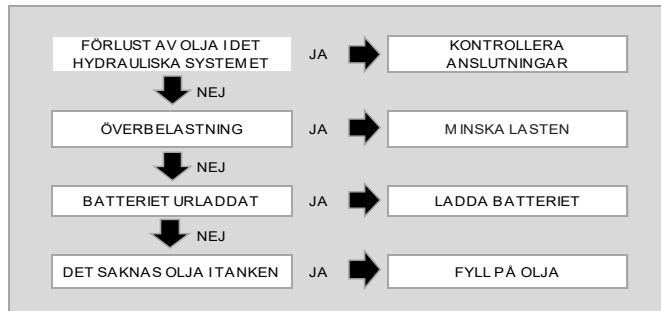 FÖRLUST AV OLJA I DET
HYDRAULISKA SYSTEMET
JA
KONTROLLERA
ANSLUTNINGAR
NEJ
ÖVERBELASTNING
JA
MINSKA LASTEN
NEJ
BATTERIET URLADDAT
JA
LADDA BATTERIET
NEJ
DET SAKNAS OLJA I TANKEN
JA
FYLL PÅ OLJA